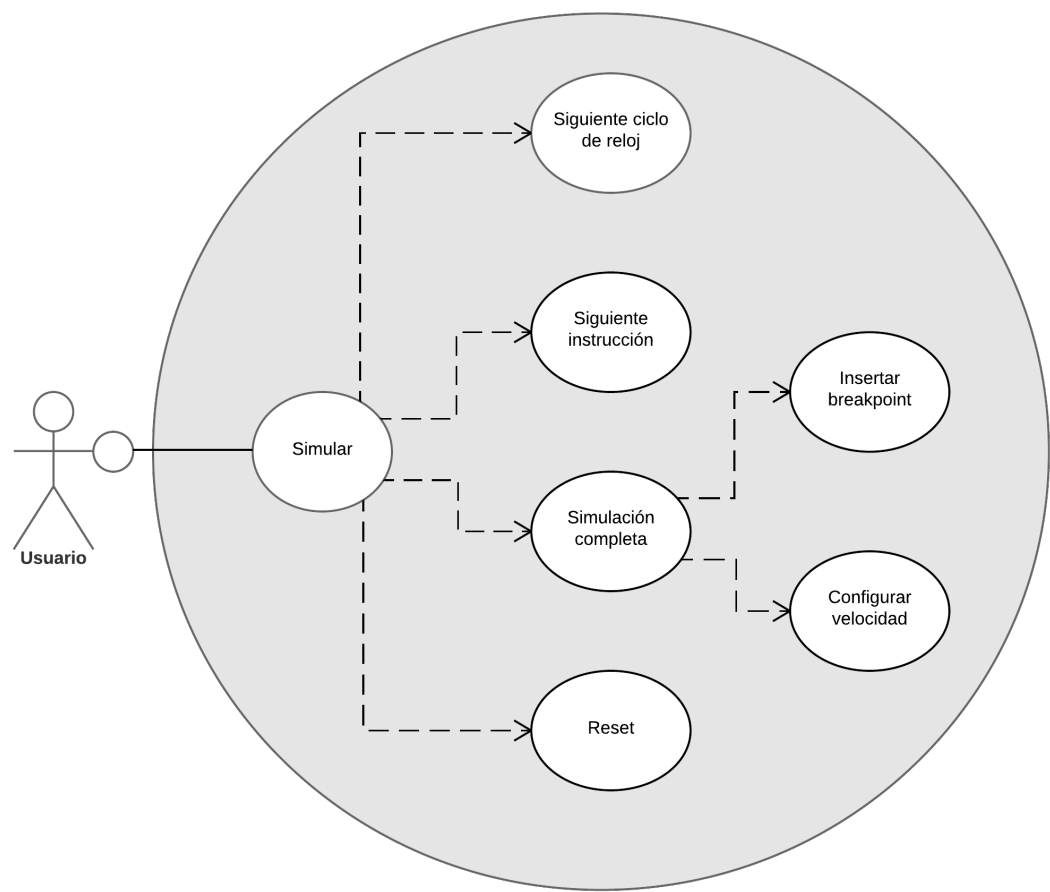 Siguiente ciclo
de reloj
Siguiente
instrucción
Insertar
breakpoint
Simular
Simulación
completa
Usuario
Configurar
velocidad
Reset